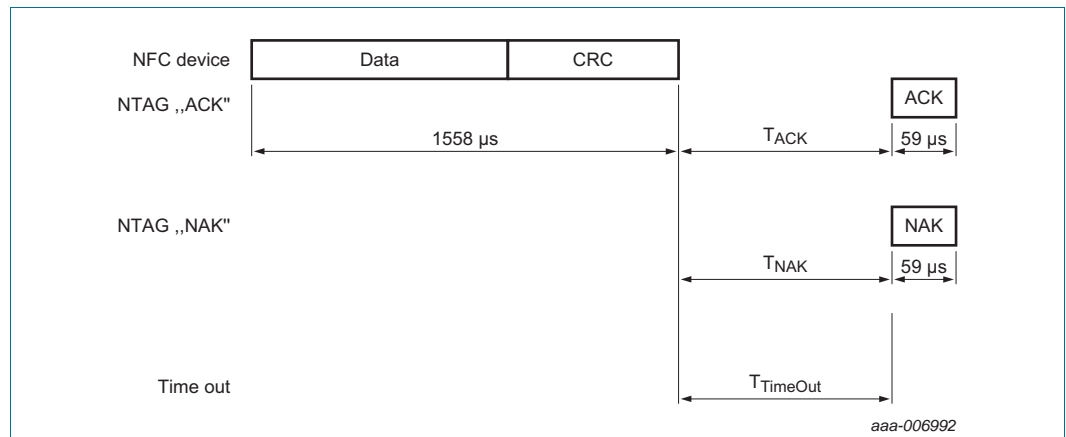 NFC device Data CRC
NTAG ,,ACK" ACK
1558 µs TACK 59 µs
NTAG ,,NAK" NAK
TNAK 59 µs
Time out TTimeOut
aaa-006992